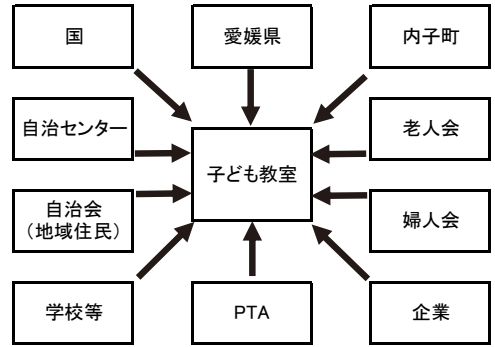 国
愛媛県
内子町
自治センター
老人会
子ども教室
自治会
（地域住民）
婦人会
学校等
PTA
企業